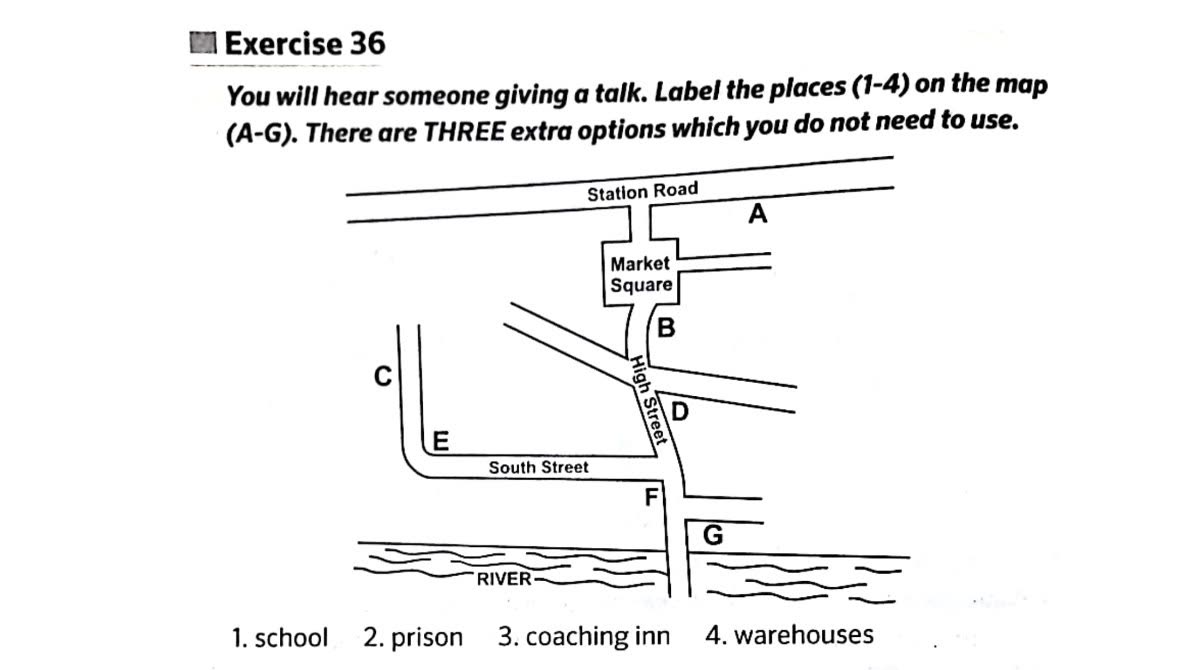 Exercise 36
You will hear someone giving a talk. Label the places (1-4) on the map
(A-G). There are THREE extra options which you do not need to use.
Station Road
A
Market
Square
B
High Street
C
D
E
South Street
F
G
RIVER
1. school 2. prison 3. coaching inn 4. warehouses